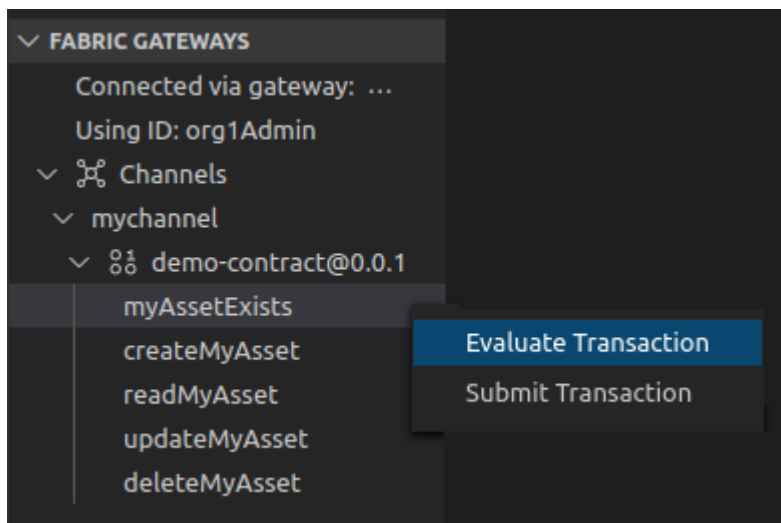 FABRIC GATEWAYS
Connected via gateway: ...
Using ID: org1Admin
Channels
mychannel
demo-contract@0.0.1
myAssetExists
Evaluate Transaction
createMyAsset
Submit Transaction
readMyAsset
updateMyAsset
deleteMyAsset